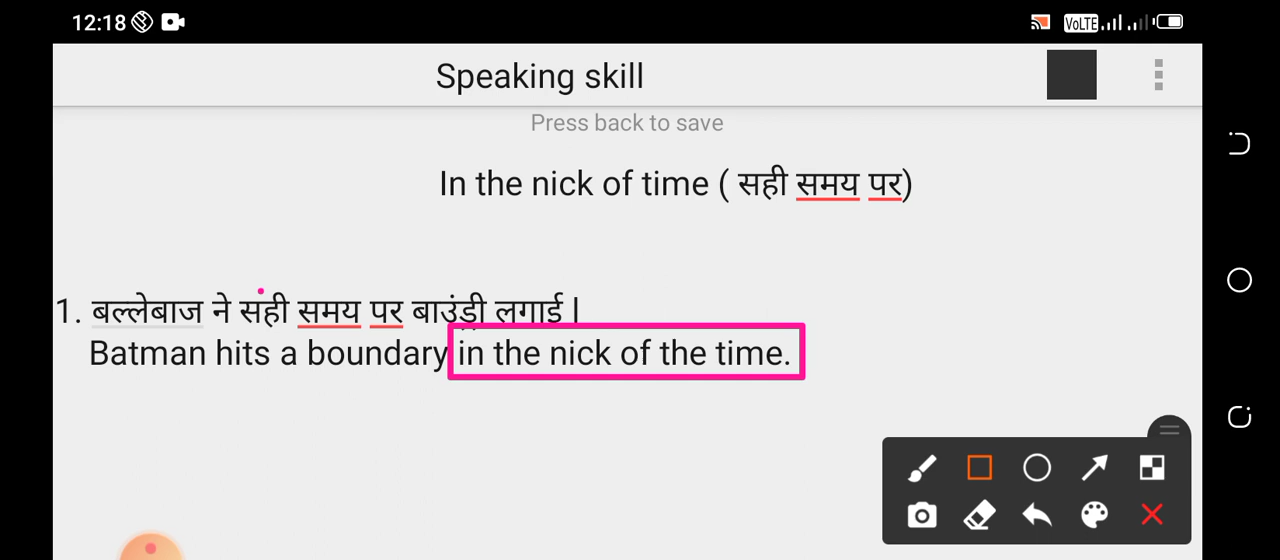 12:18 VoLTE
Speaking skill
Press back to save
In the nick of time ( सही समय पर)
1. बल्लेबाज ने सही समय पर बाउंड्री लगाई |
Batman hits a boundary in the nick of the time.